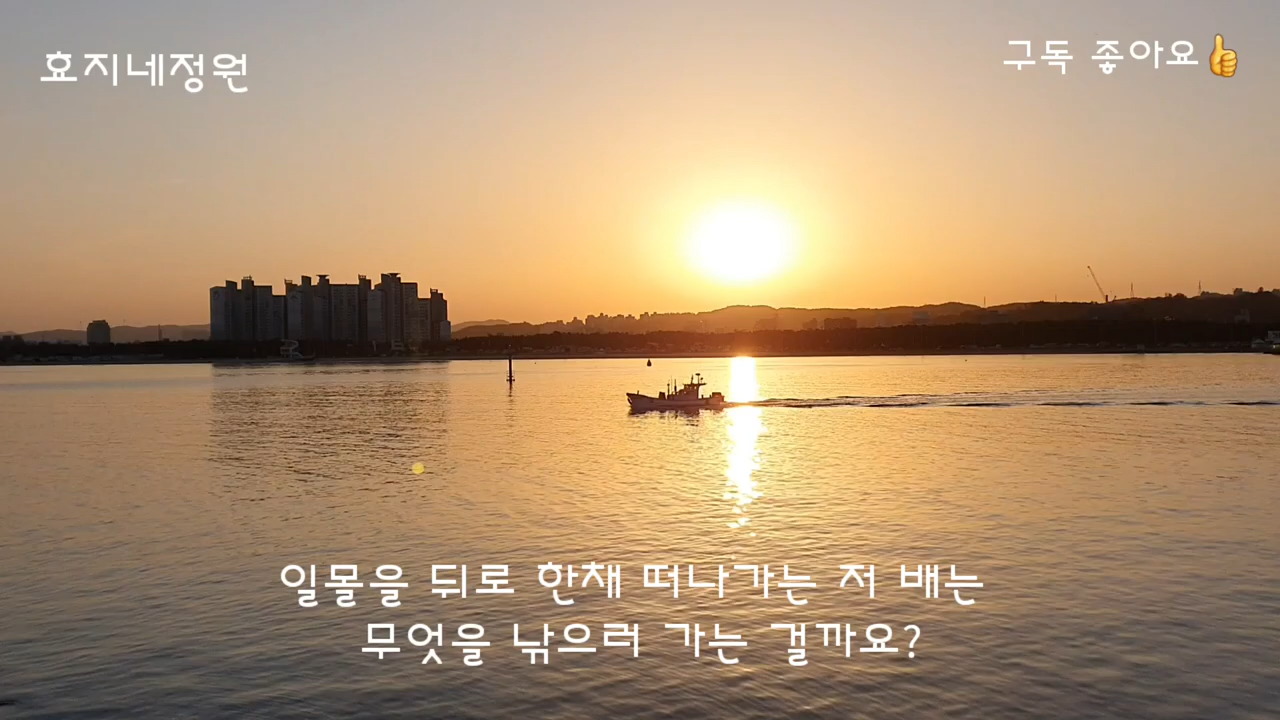 효지네정원
구독 좋아요👍
일몰을 뒤로 한채 떠나가는 저 배는
무엇을 낚으러 가는 걸까요?